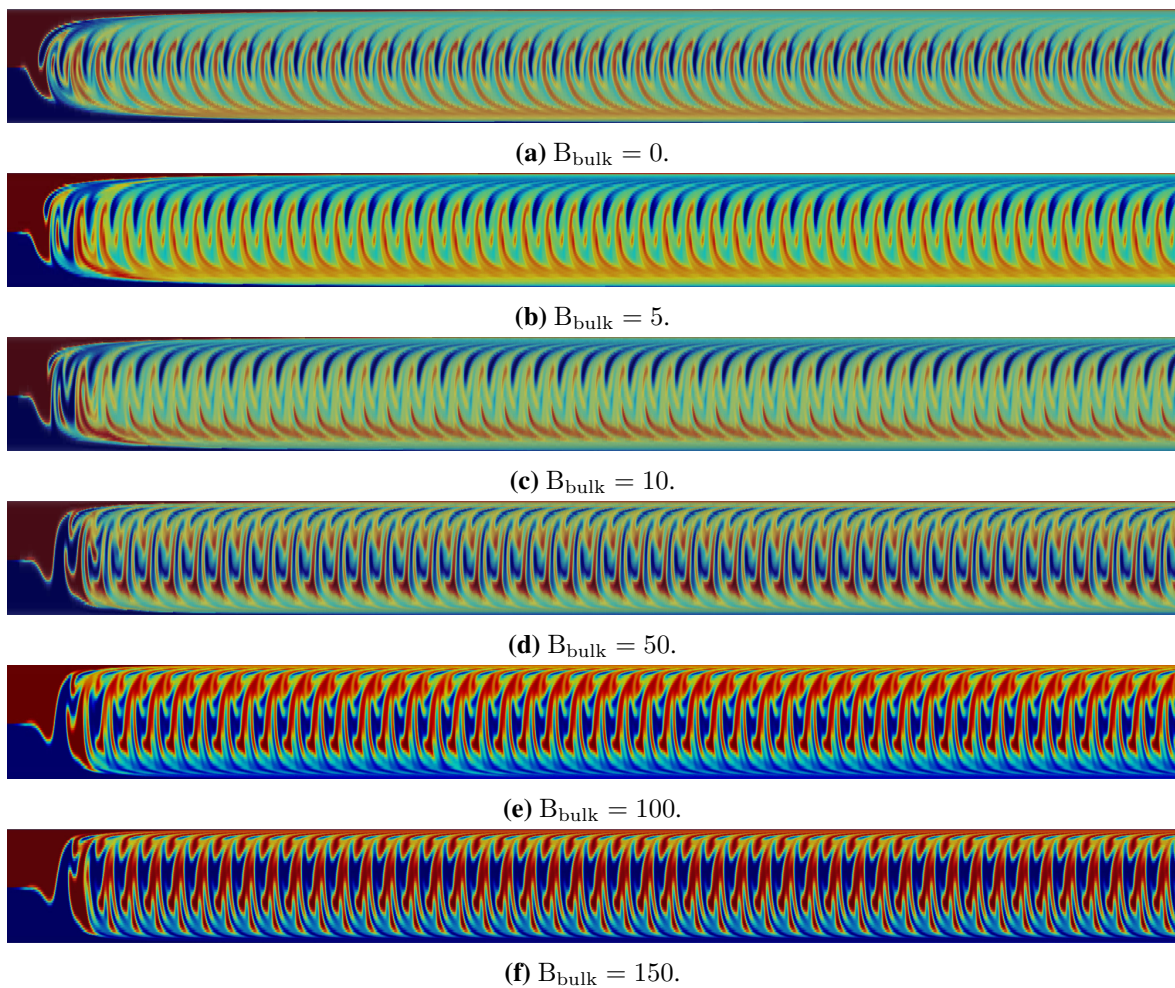 (a) B_bulk = 0.
(b) B_bulk = 5.
(c) B_bulk = 10.
(d) B_bulk = 50.
(e) B_bulk = 100.
(f) B_bulk = 150.